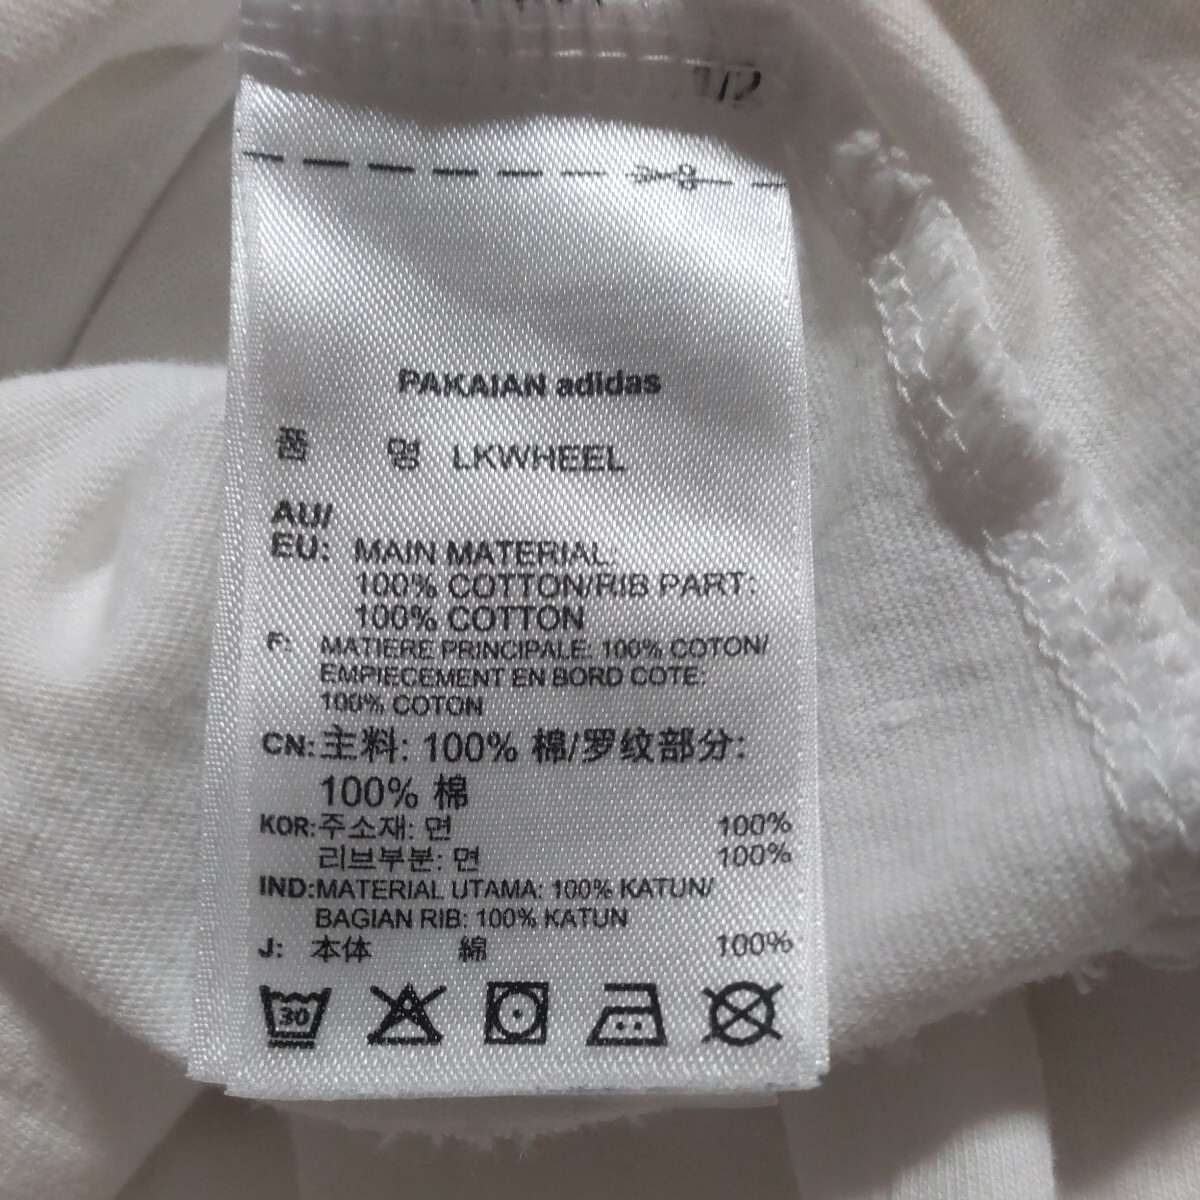 1/2
PAKAIAN adidas
품 명 LKWHEEL
AU/
EU: MAIN MATERIAL:
100% COTTON/RIB PART:
100% COTTON
F: MATIERE PRINCIPALE: 100% COTON/
EMPIECEMENT EN BORD COTE:
100% COTON
CN: 主料: 100% 棉/罗纹部分:
100% 棉
KOR: 주소재: 면 100%
리브부분: 면 100%
IND: MATERIAL UTAMA: 100% KATUN/
BAGIAN RIB: 100% KATUN
J: 本体 綿 100%
30